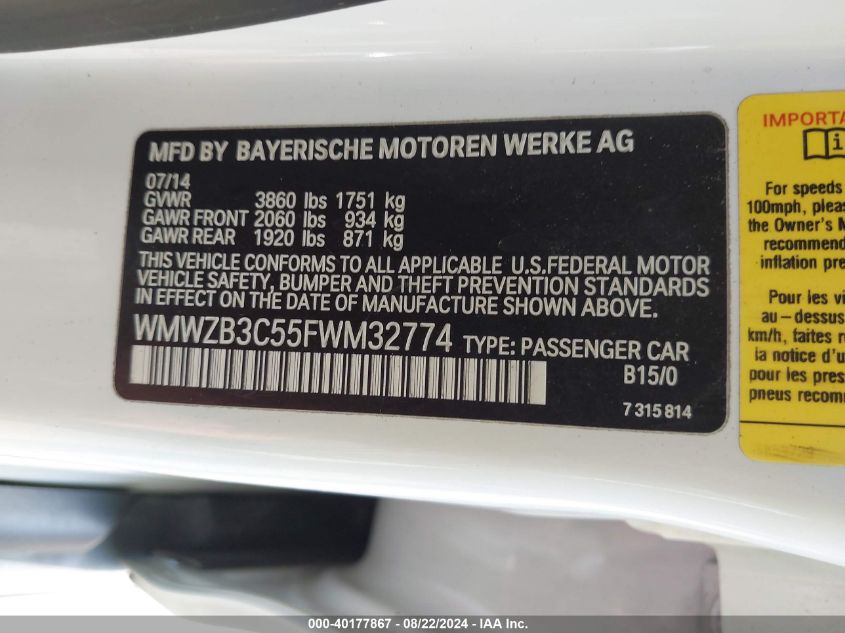 MFD BY BAYERISCHE MOTOREN WERKE AG
07/14
GVWR 3860 lbs 1751 kg
GAWR FRONT 2060 lbs 934 kg
GAWR REAR 1920 lbs 871 kg
THIS VEHICLE CONFORMS TO ALL APPLICABLE U.S.FEDERAL MOTOR
VEHICLE SAFETY, BUMPER AND THEFT PREVENTION STANDARDS
IN EFFECT ON THE DATE OF MANUFACTURE SHOWN ABOVE.
WMWZB3C55FWM32774 TYPE: PASSENGER CAR
B15/0
7 315 814
IMPORTA
i
For speeds
100mph, pleas
the Owner's M
recommend
inflation pre
Pour les vi
au-dessus
km/h, faites r
la notice d'u
pour les pres
pneus recomm
000-40177867 - 08/22/2024 - IAA Inc.